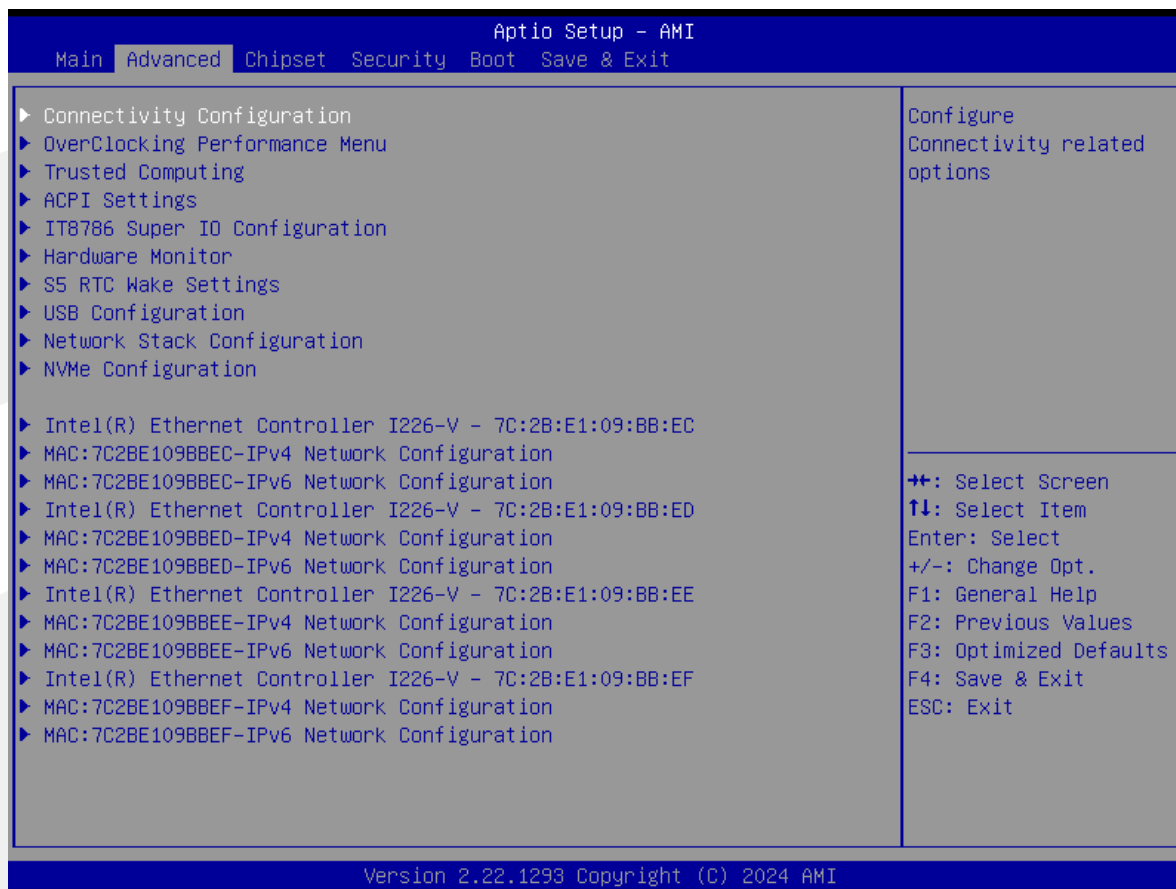 Aptio Setup - AMI
Main Advanced Chipset Security Boot Save & Exit
▶ Connectivity Configuration
▶ OverClocking Performance Menu
▶ Trusted Computing
▶ ACPI Settings
▶ IT8786 Super IO Configuration
▶ Hardware Monitor
▶ S5 RTC Wake Settings
▶ USB Configuration
▶ Network Stack Configuration
▶ NVMe Configuration
▶ Intel(R) Ethernet Controller I226-V - 7C:2B:E1:09:BB:EC
▶ MAC:7C2BE109BBEC-IPv4 Network Configuration
▶ MAC:7C2BE109BBEC-IPv6 Network Configuration
▶ Intel(R) Ethernet Controller I226-V - 7C:2B:E1:09:BB:ED
▶ MAC:7C2BE109BBED-IPv4 Network Configuration
▶ MAC:7C2BE109BBED-IPv6 Network Configuration
▶ Intel(R) Ethernet Controller I226-V - 7C:2B:E1:09:BB:EE
▶ MAC:7C2BE109BBEE-IPv4 Network Configuration
▶ MAC:7C2BE109BBEE-IPv6 Network Configuration
▶ Intel(R) Ethernet Controller I226-V - 7C:2B:E1:09:BB:EF
▶ MAC:7C2BE109BBEF-IPv4 Network Configuration
▶ MAC:7C2BE109BBEF-IPv6 Network Configuration
Configure
Connectivity related
options
→←: Select Screen
↑↓: Select Item
Enter: Select
+/-: Change Opt.
F1: General Help
F2: Previous Values
F3: Optimized Defaults
F4: Save & Exit
ESC: Exit
Version 2.22.1293 Copyright (C) 2024 AMI